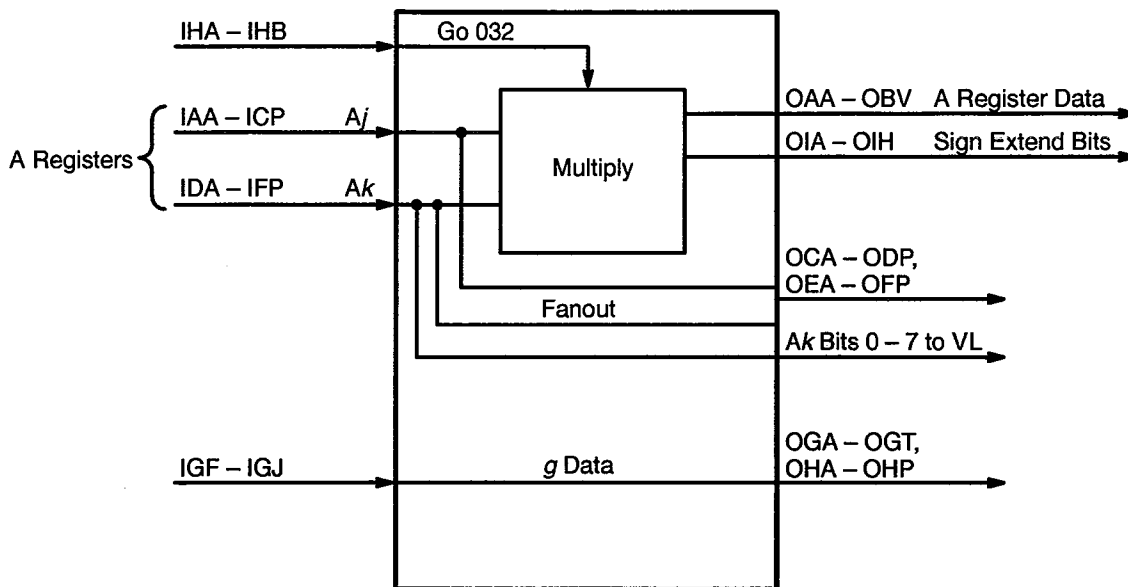 IHA – IHB Go 032
IAA – ICP Aj
A Registers
IDA – IFP Ak
Multiply
OAA – OBV A Register Data
OIA – OIH Sign Extend Bits
OCA – ODP,
OEA – OFP
Fanout
Ak Bits 0 – 7 to VL
IGF – IGJ g Data
OGA – OGT,
OHA – OHP